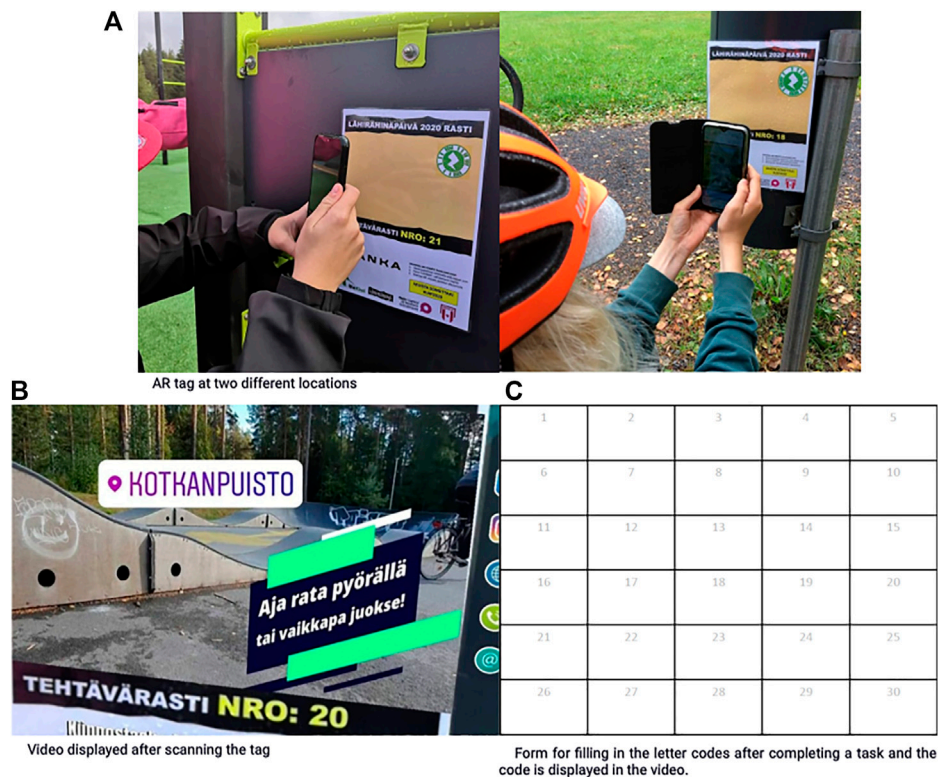 A
LÄHIRÄHINÄPÄIVÄ 2020 RASTI
NRO: 21
ANKA
LÄHIRÄHINÄPÄIVÄ 2020 RASTI
NRO: 18
AR tag at two different locations
B
KOTKANPUISTO
Aja rata pyörällä
tai vaikkapa juokse!
TEHTÄVÄRASTI NRO: 20
Video displayed after scanning the tag
C
1 2 3 4 5
6 7 8 9 10
11 12 13 14 15
16 17 18 19 20
21 22 23 24 25
26 27 28 29 30
Form for filling in the letter codes after completing a task and the
code is displayed in the video.